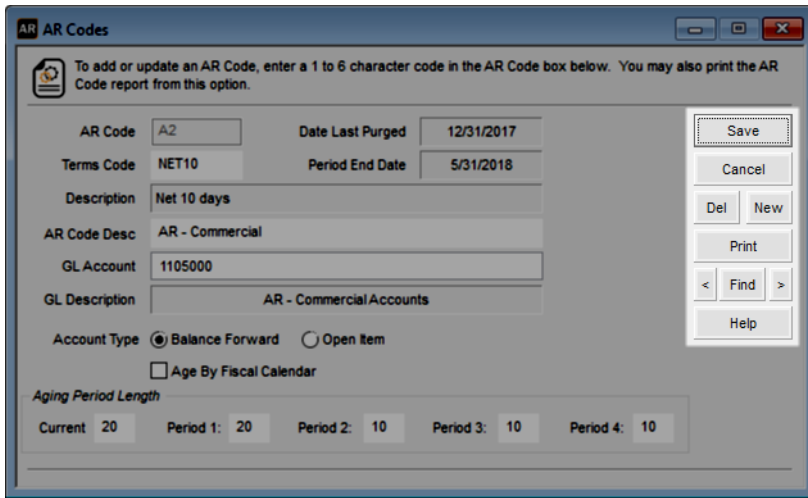 AR AR Codes
To add or update an AR Code, enter a 1 to 6 character code in the AR Code box below. You may also print the AR
Code report from this option.
AR Code A2 Date Last Purged 12/31/2017
Terms Code NET10 Period End Date 5/31/2018
Description Net 10 days
AR Code Desc AR - Commercial
GL Account 1105000
GL Description AR - Commercial Accounts
Account Type Balance Forward Open Item
Age By Fiscal Calendar
Aging Period Length
Current 20 Period 1: 20 Period 2: 10 Period 3: 10 Period 4: 10
Save
Cancel
Del New
Print
< Find >
Help